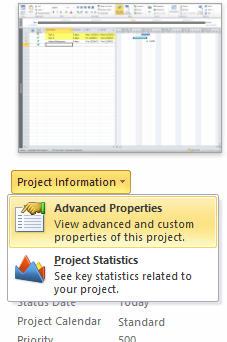 Project Information
Advanced Properties
View advanced and custom
properties of this project.
Project Statistics
See key statistics related to
your project.
Status Date Today
Project Calendar Standard
Priority 500